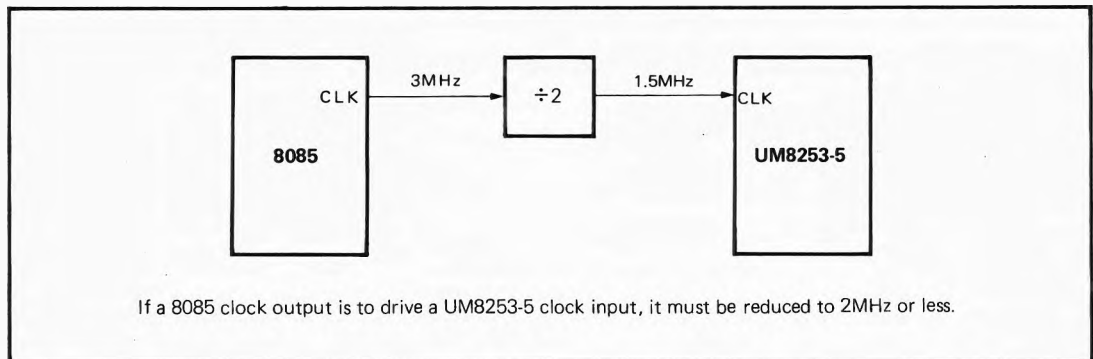 3MHz
1.5MHz
CLK
÷2
CLK
8085
UM8253-5
If a 8085 clock output is to drive a UM8253-5 clock input, it must be reduced to 2MHz or less.